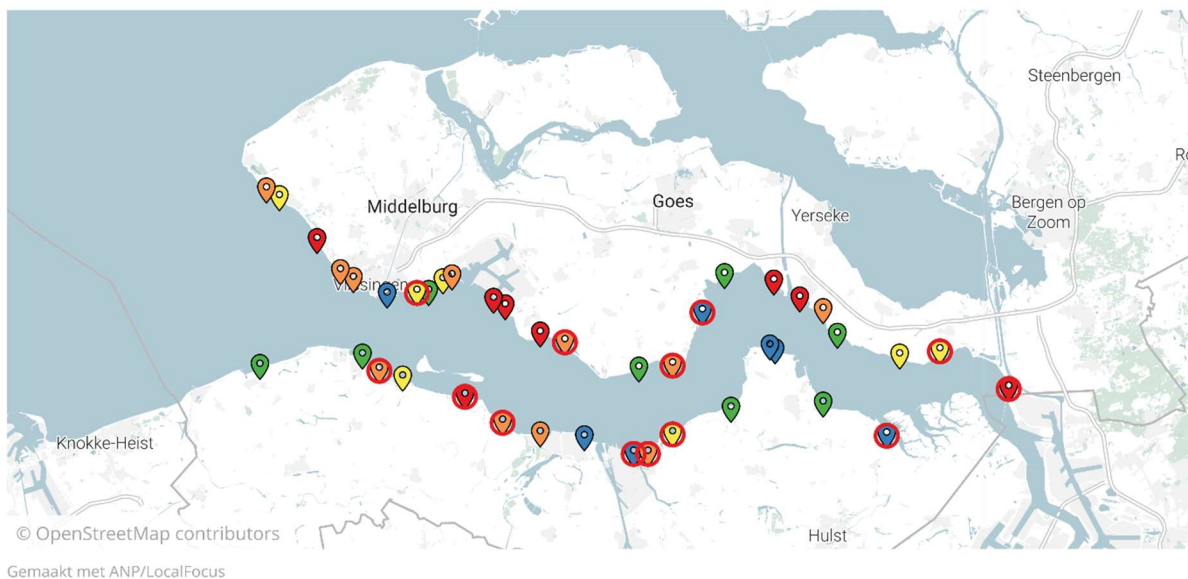 Steenbergen
Middelburg
Goes
Yerseke
Bergen op
Zoom
Knokke-Heist
Hulst
© OpenStreetMap contributors
Gemaakt met ANP/LocalFocus